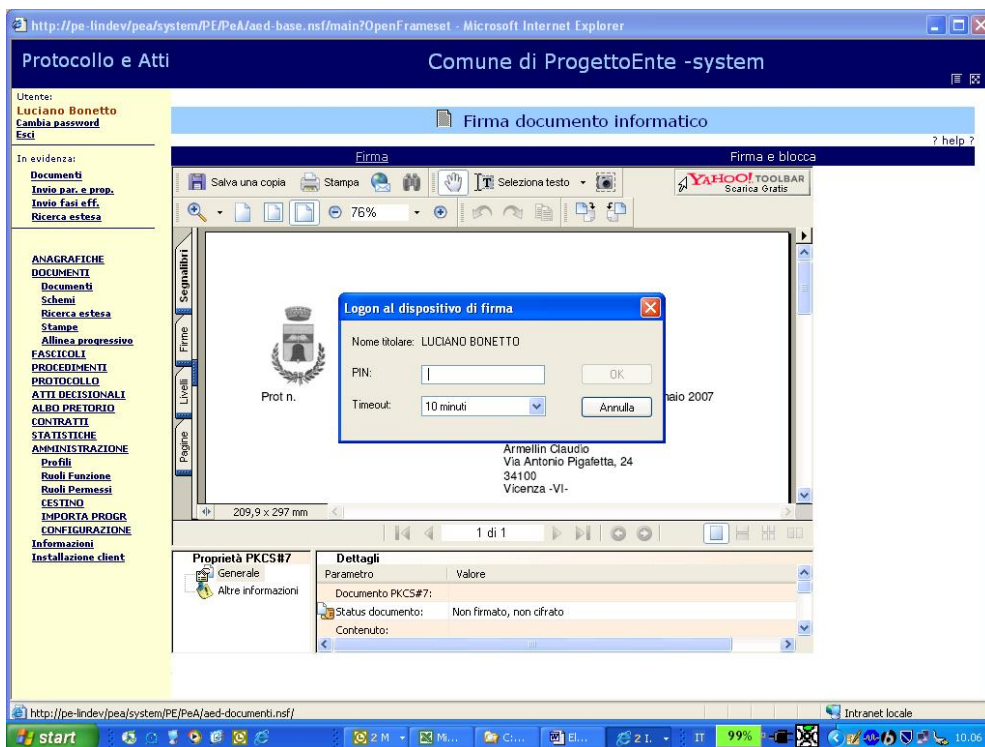 http://pe-lindev/pea/system/PE/PeA/aed-base.nsf/main?OpenFrameset - Microsoft Internet Explorer
Protocollo e Atti
Comune di ProgettoEnte -system
Utente:
Luciano Bonetto
Cambia password
Esci
Firma documento informatico
? help ?
In evidenza:
Documenti
Invio par. e prop.
Invio fasi eff.
Ricerca estesa
ANAGRAFICHE
DOCUMENTI
Documenti
Schemi
Ricerca estesa
Stampe
Allinea progressivo
FASCICOLI
PROCEDIMENTI
PROTOCOLLO
ATTI DECISIONALI
ALBO PRETORIO
CONTRATTI
STATISTICHE
AMMINISTRAZIONE
Profili
Ruoli Funzione
Ruoli Permessi
CESTINO
IMPORTA PROGR
CONFIGURAZIONE
Informazioni
Installazione client
Firma
Firma e blocca
Salva una copia
Stampa
Seleziona testo
YAHOO! TOOLBAR
Scarica Gratis
76%
Segnalibri
Firme
Livelli
Pagine
Logon al dispositivo di firma
Nome titolare: LUCIANO BONETTO
PIN:
OK
Timeout:
10 minuti
Annulla
Prot n.
naio 2007
Armellin Claudio
Via Antonio Pigafetta, 24
34100
Vicenza -VI-
209,9 x 297 mm
1 di 1
Proprietà PKCS#7
Generale
Altre informazioni
Dettagli
Parametro
Valore
Documento PKCS#7:
Status documento:
Non firmato, non cifrato
Contenuto:
http://pe-lindev/pea/system/PE/PeA/aed-documenti.nsf/
Intranet locale
start
2 M
Mi...
C:...
El...
2 I.
IT
99%
10.06